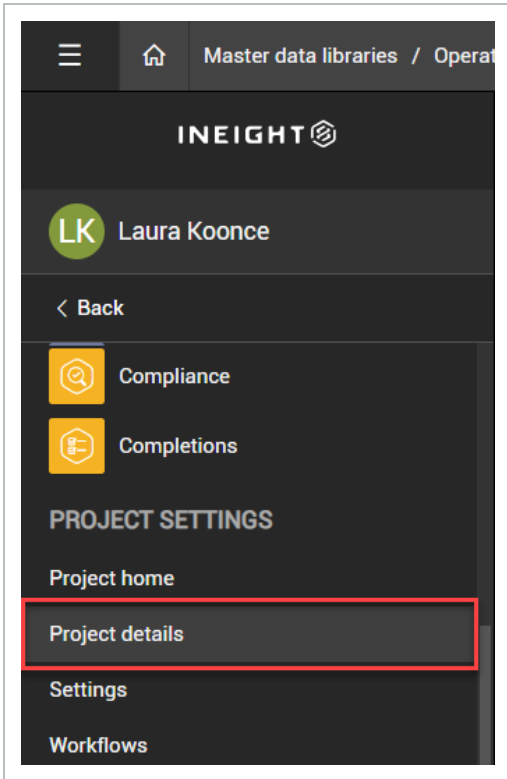 Master data libraries / Operat
INEIGHT
LK Laura Koonce
< Back
Compliance
Completions
PROJECT SETTINGS
Project home
Project details
Settings
Workflows